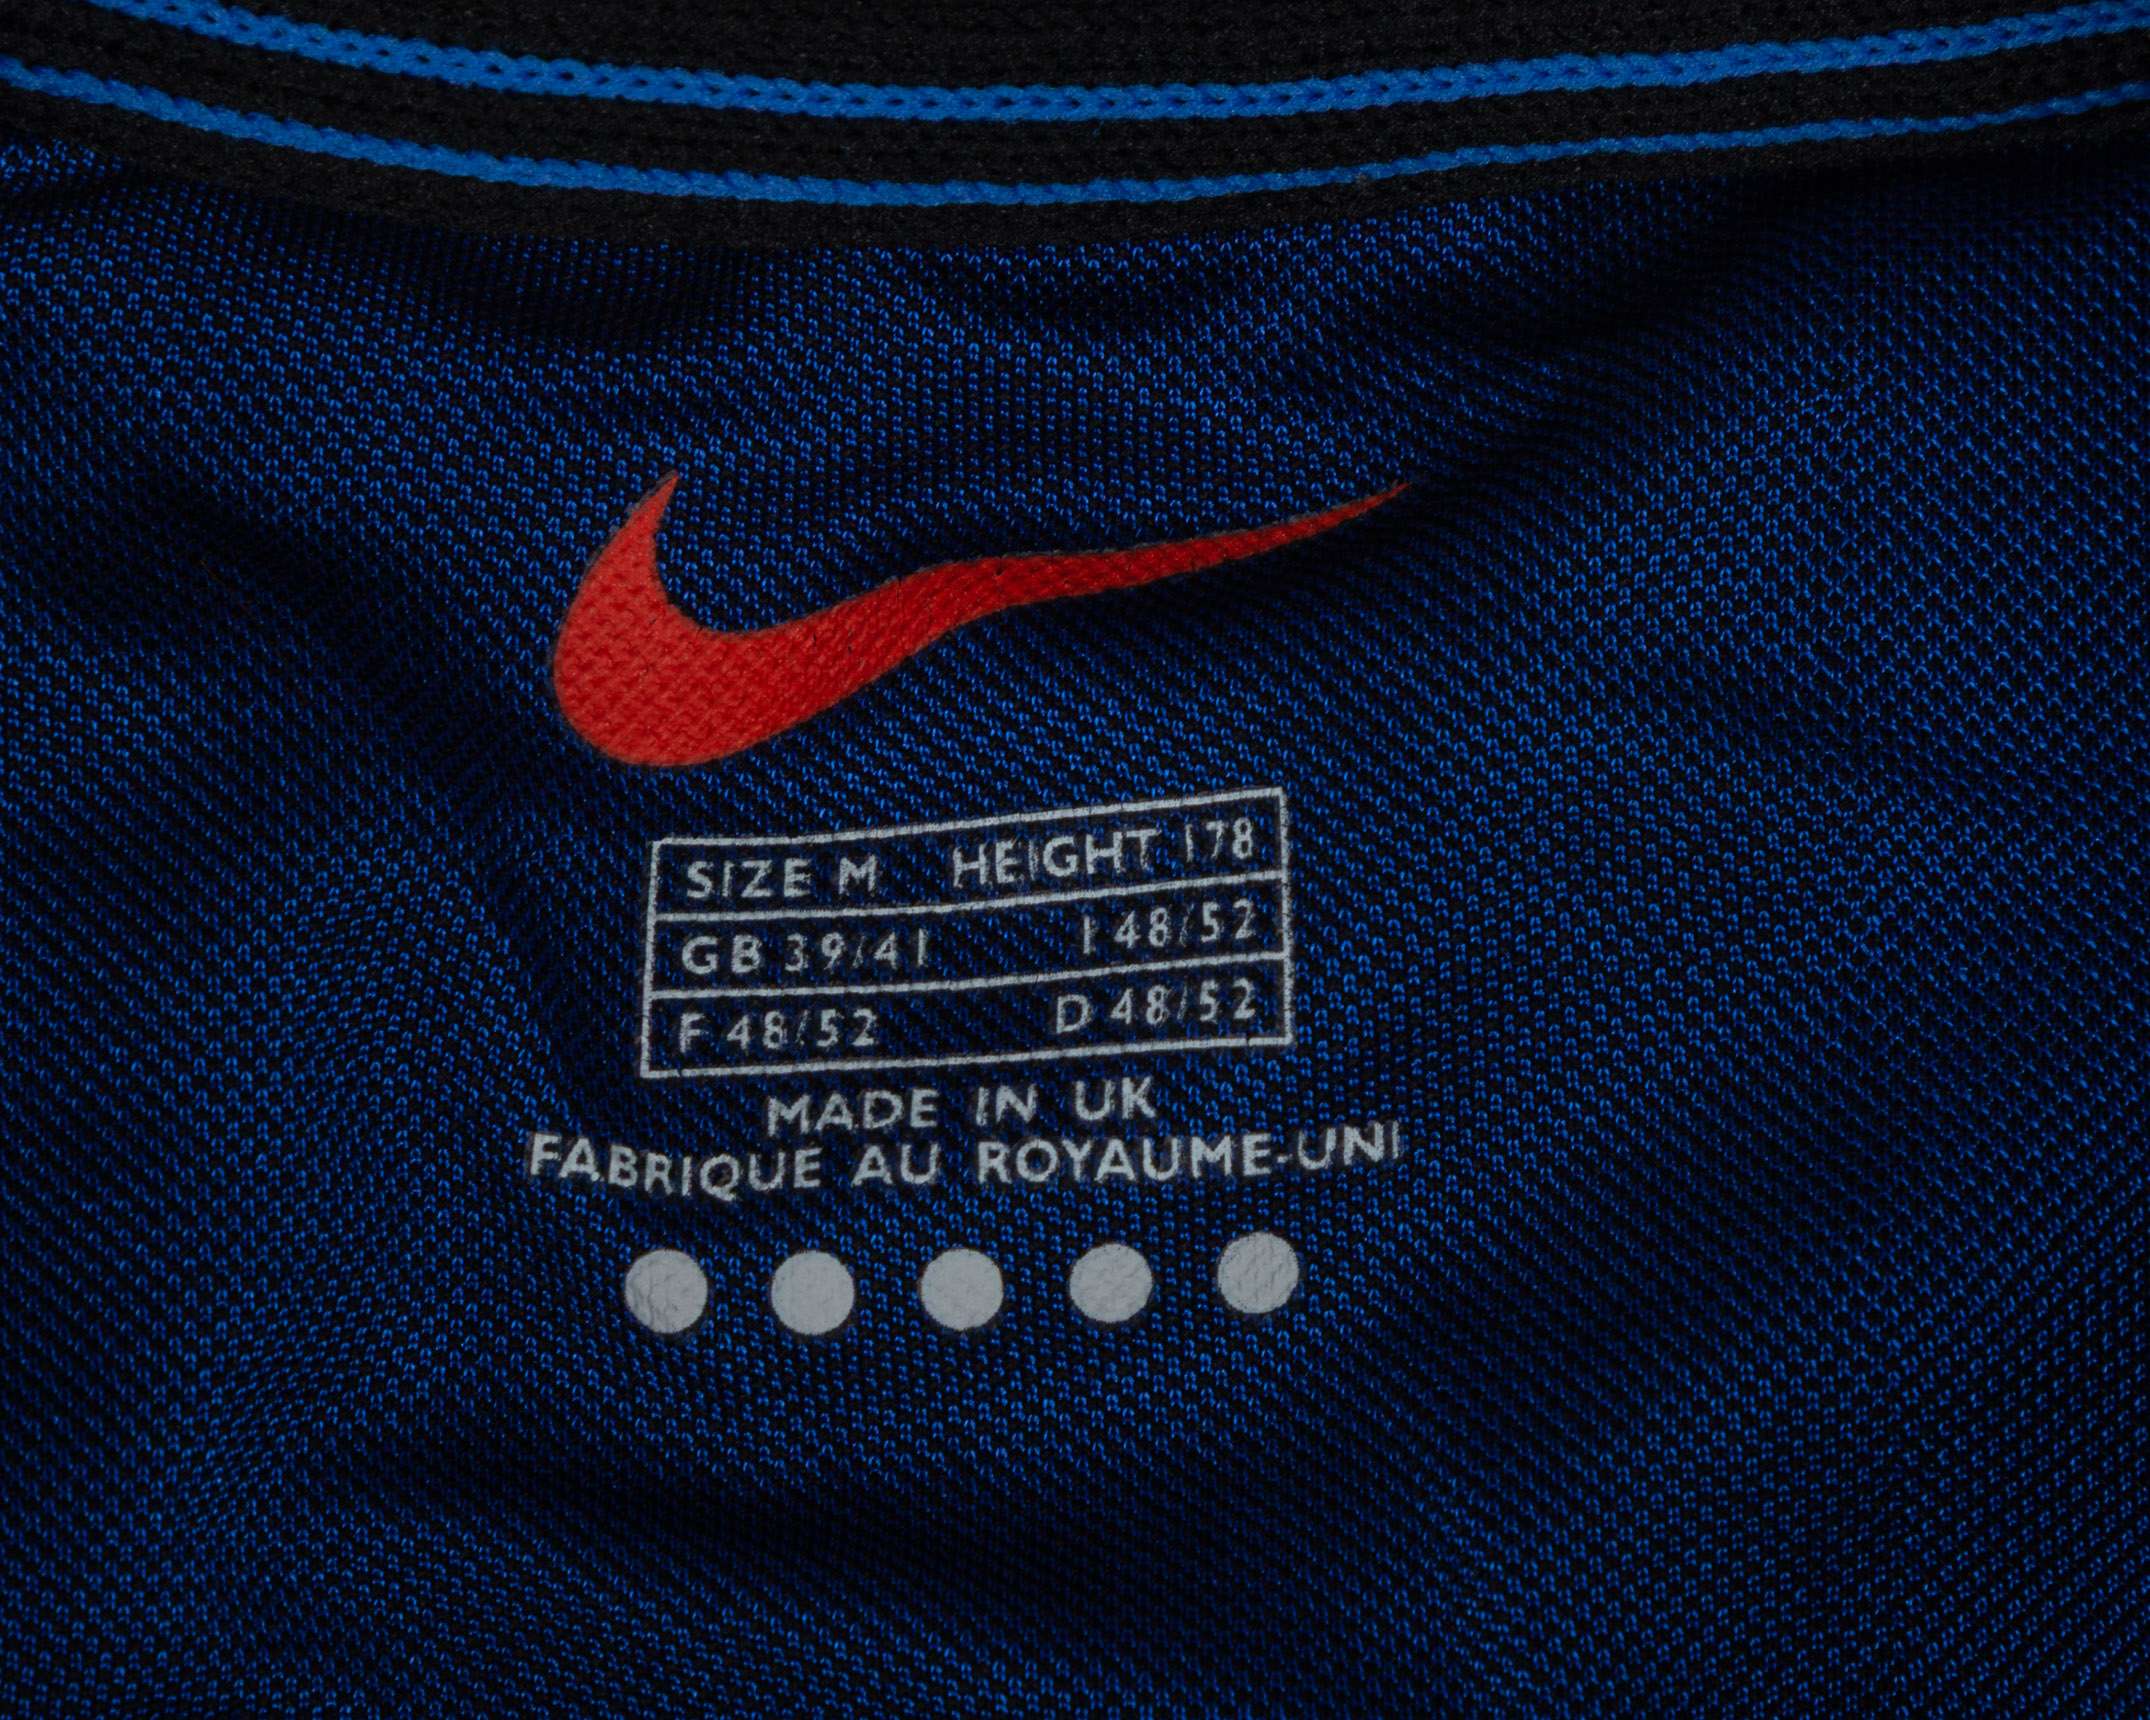 SIZE M HEIGHT 178
GB 39/41 I 48/52
F 48/52 D 48/52
MADE IN UK
FABRIQUE AU ROYAUME-UNI